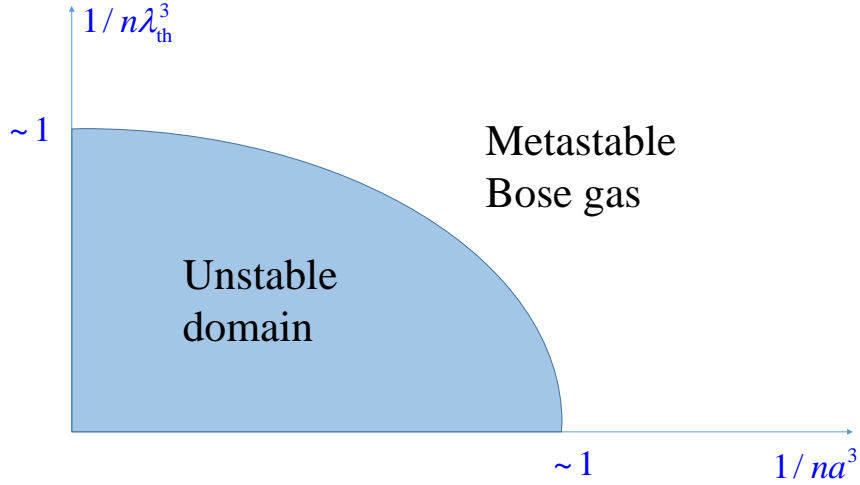 1/nλ_th^3
~1
Metastable
Bose gas
Unstable
domain
~1
1/na^3